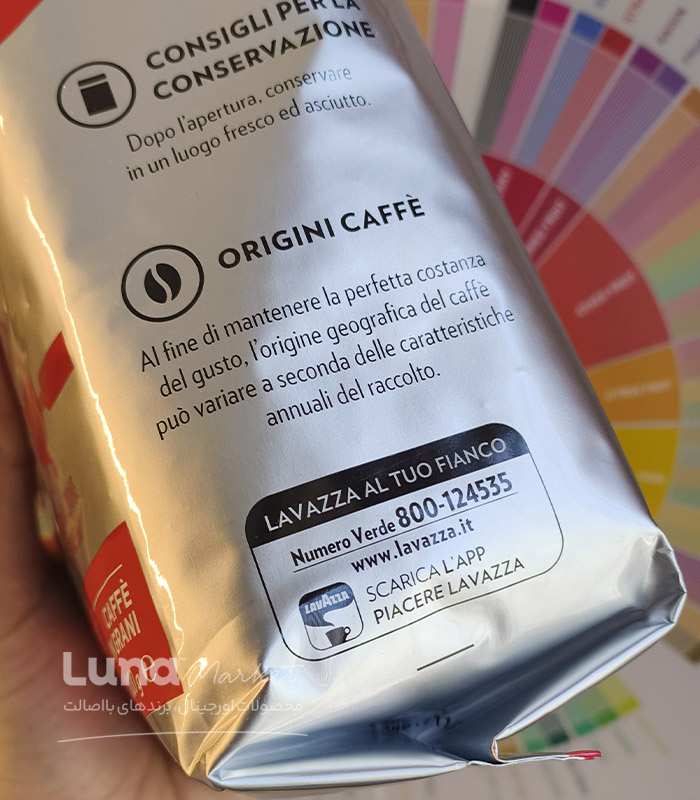 CONSIGLI PER LA
CONSERVAZIONE
Dopo l'apertura, conservare
in un luogo fresco ed asciutto.
ORIGINI CAFFÈ
Al fine di mantenere la perfetta costanza
del gusto, l'origine geografica del caffè
può variare a seconda delle caratteristiche
annuali del raccolto.
LAVAZZA AL TUO FIANCO
Numero Verde 800-124535
www.lavazza.it
LAVAZZA
SCARICA L'APP
PIACERE LAVAZZA
CAFFÈ
GRANI
Luna Market
محصولات اورجینال، برندهای بااصالت